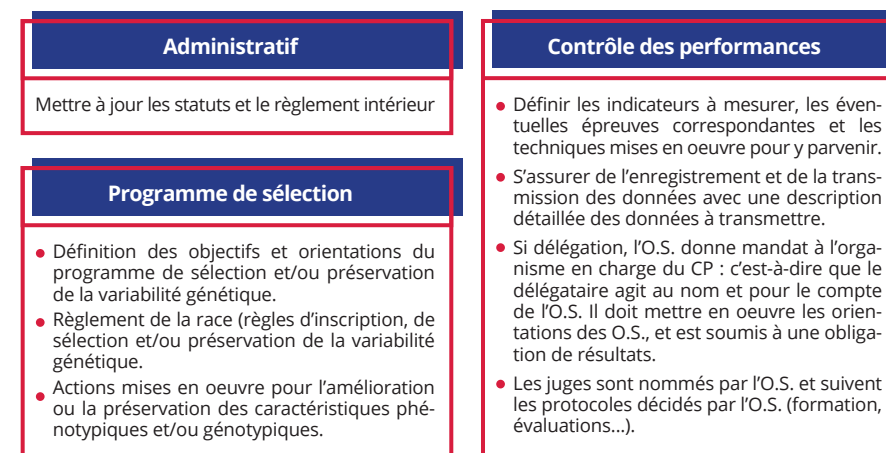 Administratif
Mettre à jour les statuts et le règlement intérieur
Programme de sélection
• Définition des objectifs et orientations du
programme de sélection et/ou préservation
de la variabilité génétique.
• Règlement de la race (règles d’inscription, de
sélection et/ou préservation de la variabilité
génétique.
• Actions mises en oeuvre pour l’amélioration
ou la préservation des caractéristiques phé-
notypiques et/ou génotypiques.
Contrôle des performances
• Définir les indicateurs à mesurer, les éven-
tuelles épreuves correspondantes et les
techniques mises en oeuvre pour y parvenir.
• S’assurer de l’enregistrement et de la trans-
mission des données avec une description
détaillée des données à transmettre.
• Si délégation, l’O.S. donne mandat à l’orga-
nisme en charge du CP : c’est-à-dire que le
délégataire agit au nom et pour le compte
de l’O.S. Il doit mettre en oeuvre les orien-
tations des O.S., et est soumis à une obliga-
tion de résultats.
• Les juges sont nommés par l’O.S. et suivent
les protocoles décidés par l’O.S. (formation,
évaluations...).